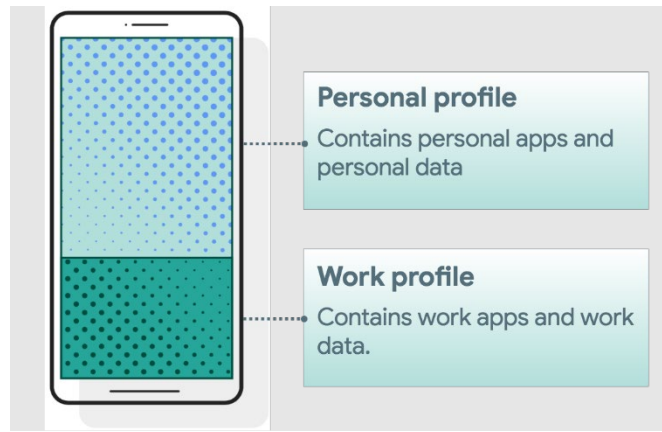 Personal profile
Contains personal apps and
personal data
Work profile
Contains work apps and work
data.